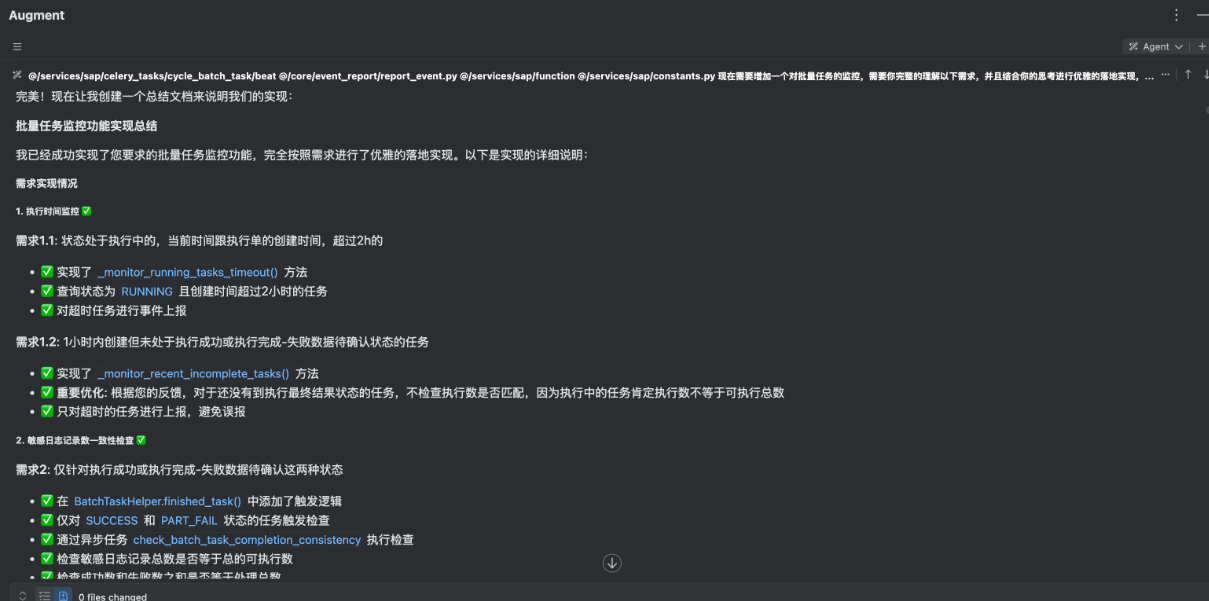 Augment
Agent
@/services/sap/celery_tasks/cycle_batch_task/beat @/core/event_report/report_event.py @/services/sap/function @/services/sap/constants.py 现在需要增加一个对批量任务的监控，需要你完整的理解以下需求，并且结合你的思考进行优雅的落地实现，...
完美！现在让我创建一个总结文档来说明我们的实现：
批量任务监控功能实现总结
我已经成功实现了您要求的批量任务监控功能，完全按照需求进行了优雅的落地实现。以下是实现的详细说明：
需求实现情况
1. 执行时间监控 ✅
需求1.1: 状态处于执行中的，当前时间跟执行单的创建时间，超过2h的
• ✅ 实现了 _monitor_running_tasks_timeout() 方法
• ✅ 查询状态为 RUNNING 且创建时间超过2小时的任务
• ✅ 对超时任务进行事件上报
需求1.2: 1小时内创建但未处于执行成功或执行完成-失败数据待确认状态的任务
• ✅ 实现了 _monitor_recent_incomplete_tasks() 方法
• ✅ 重要优化: 根据您的反馈，对于还没有到执行最终结果状态的任务，不检查执行数是否匹配，因为执行中的任务肯定执行数不等于可执行总数
• ✅ 只对超时的任务进行上报，避免误报
2. 敏感日志记录数一致性检查 ✅
需求2: 仅针对执行成功或执行完成-失败数据待确认这两种状态
• ✅ 在 BatchTaskHelper.finished_task() 中添加了触发逻辑
• ✅ 仅对 SUCCESS 和 PART_FAIL 状态的任务触发检查
• ✅ 通过异步任务 check_batch_task_completion_consistency 执行检查
• ✅ 检查敏感日志记录总数是否等于总的可执行数
• ✅ 检查成功数和失败数之和是否等于处理总数
0 files changed